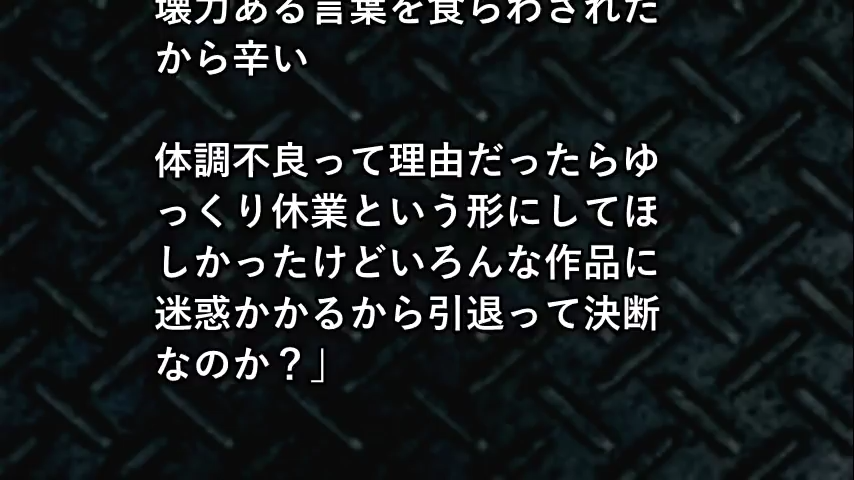 壊力ある言葉を食らわされた
から辛い
体調不良って理由だったらゆ
っくり休業という形にしてほ
しかったけどいろんな作品に
迷惑かかるから引退って決断
なのか？」